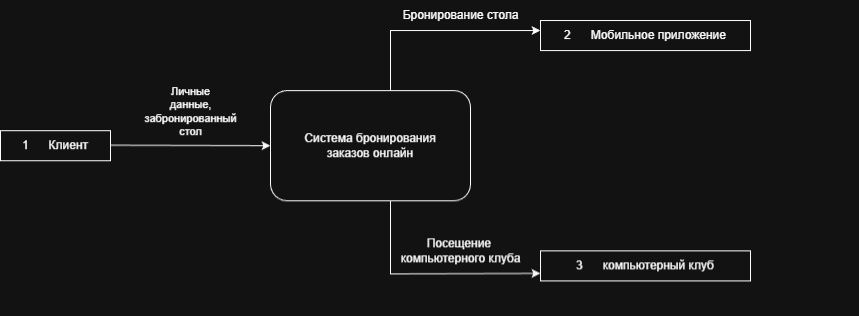 Бронирование стола
2 Мобильное приложение
Личные
данные,
забронированный
стол
1 Клиент
Система бронирования
заказов онлайн
Посещение
компьютерного клуба
3 компьютерный клуб